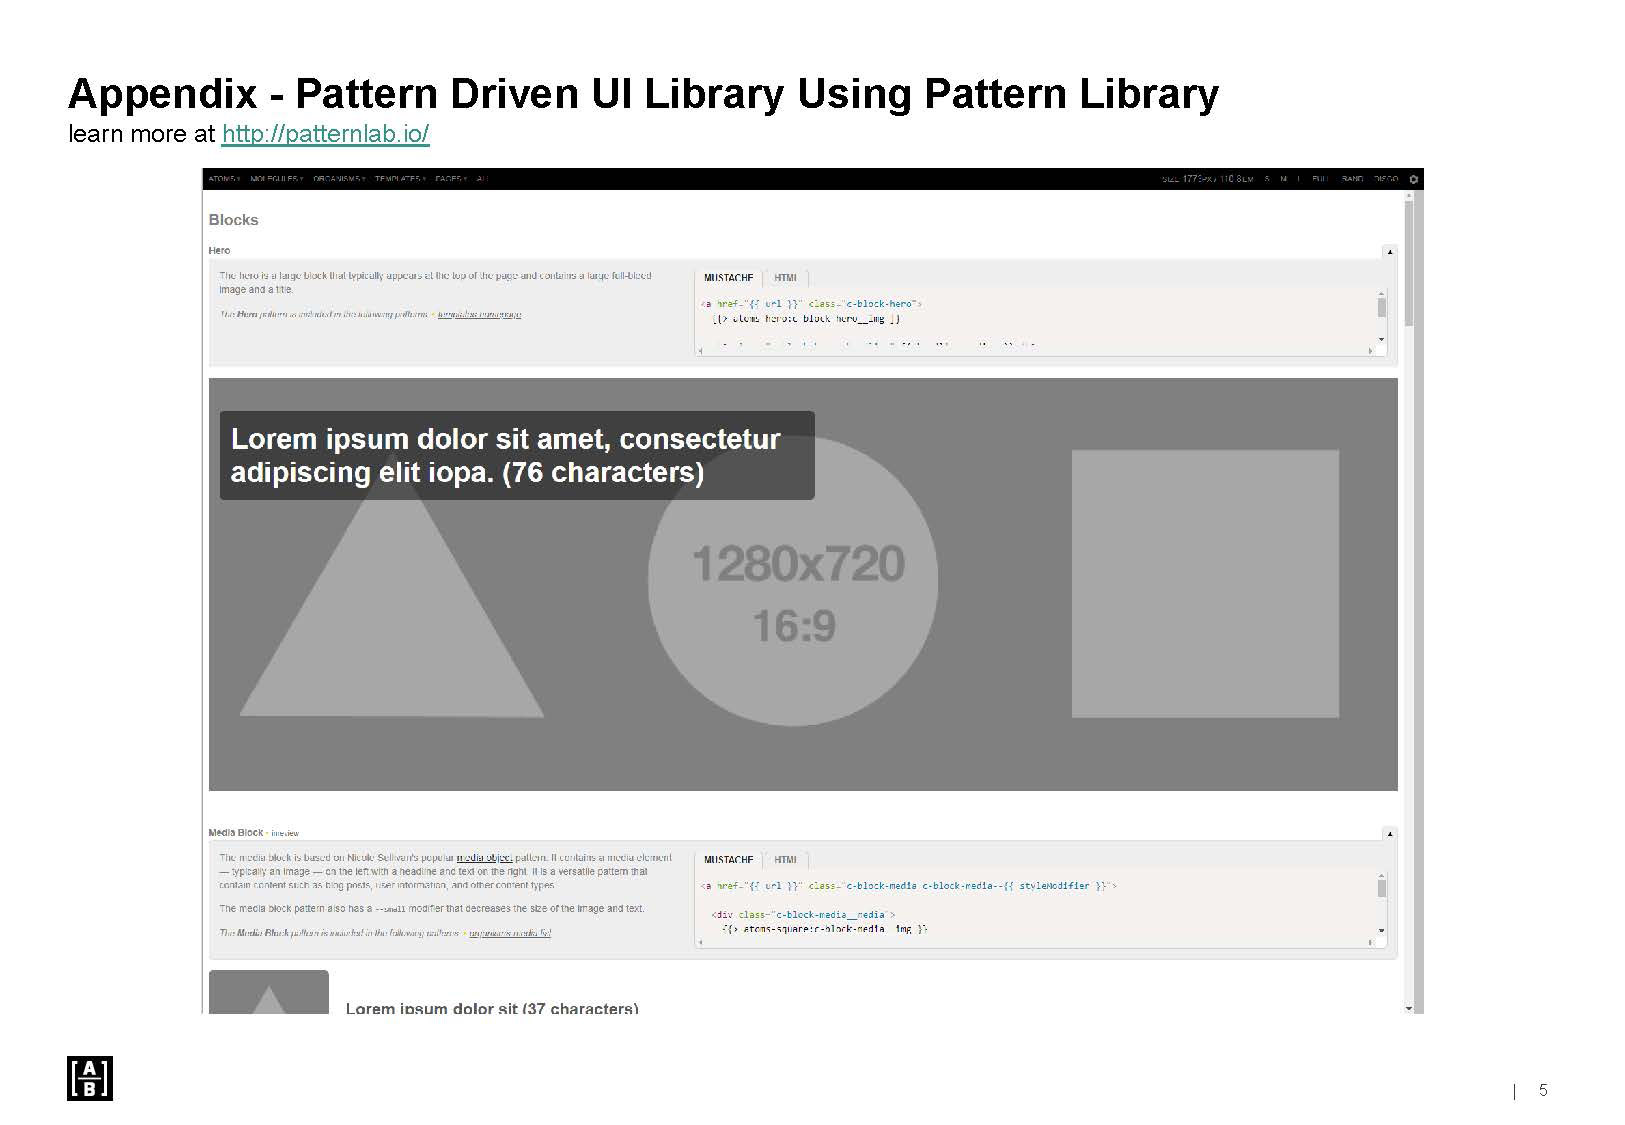 Appendix - Pattern Driven UI Library Using Pattern Library
learn more at http://patternlab.io/
ATOMS MOLECULES ORGANISMS TEMPLATES PAGES ALL
SIZE 1773PX / 110.8EM S M L FULL RAND DISCO
Blocks
Hero
The hero is a large block that typically appears at the top of the page and contains a large full-bleed
image and a title.
The Hero pattern is included in the following patterns • templates-homepage
MUSTACHE HTML
<a href="{{ url }}" class="c-block-hero">
{{> atoms-hero:c-block-hero__img }}
Lorem ipsum dolor sit amet, consectetur
adipiscing elit iopa. (76 characters)
1280x720
16:9
Media Block • inreview
The media block is based on Nicole Sullivan's popular media object pattern. It contains a media element
— typically an image — on the left with a headline and text on the right. It is a versatile pattern that
contain content such as blog posts, user information, and other content types.
The media block pattern also has a --small modifier that decreases the size of the image and text.
The Media Block pattern is included in the following patterns • organisms-media-list
MUSTACHE HTML
<a href="{{ url }}" class="c-block-media c-block-media--{{ styleModifier }}">
<div class="c-block-media__media">
{{> atoms-square:c-block-media__img }}
Lorem ipsum dolor sit (37 characters)
[A
B]
| 5